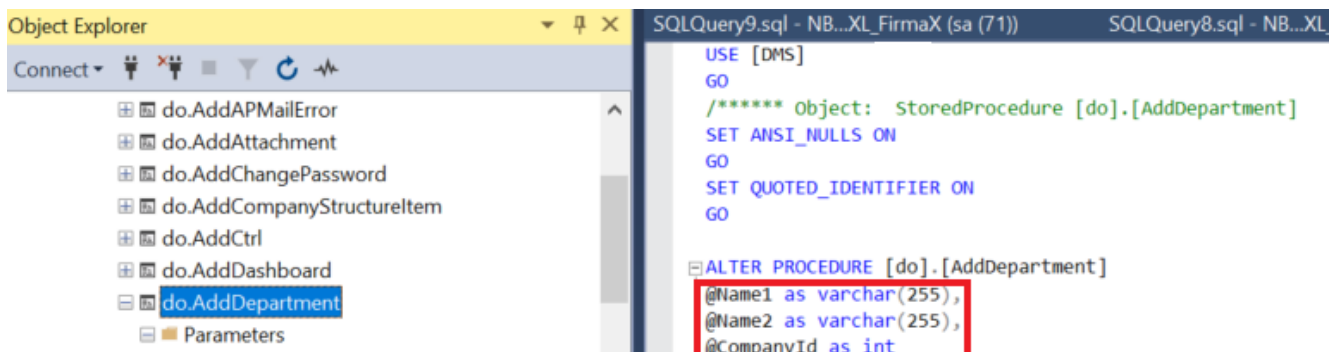 Object Explorer
Connect
do.AddAPMailError
do.AddAttachment
do.AddChangePassword
do.AddCompanyStructureItem
do.AddCtrl
do.AddDashboard
do.AddDepartment
Parameters
SQLQuery9.sql - NB...XL_FirmaX (sa (71))
SQLQuery8.sql - NB...XL_
USE [DMS]
GO
/****** Object: StoredProcedure [do].[AddDepartment]
SET ANSI_NULLS ON
GO
SET QUOTED_IDENTIFIER ON
GO
ALTER PROCEDURE [do].[AddDepartment]
@Name1 as varchar(255),
@Name2 as varchar(255),
@CompanyId as int